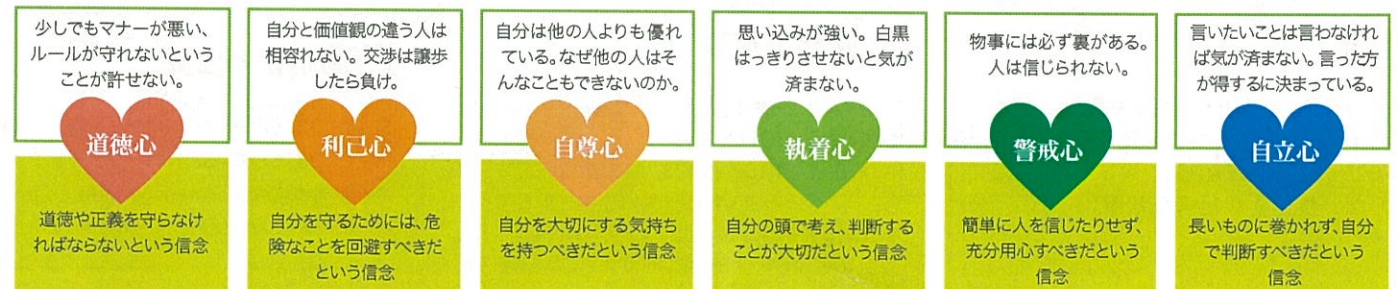 少しでもマナーが悪い、
ルールが守れないという
ことが許せない。
道徳心
道徳や正義を守らなけ
ればならないという信念
自分と価値観の違う人は
相容れない。交渉は譲歩
したら負け。
利己心
自分を守るためには、危
険なことを回避すべきだ
という信念
自分は他の人よりも優れ
ている。なぜ他の人はそ
んなこともできないのか。
自尊心
自分を大切にする気持ち
を持つべきだという信念
思い込みが強い。白黒
はっきりさせないと気が
済まない。
執着心
自分の頭で考え、判断する
ことが大切だという信念
物事には必ず裏がある。
人は信じられない。
警戒心
簡単に人を信じたりせず、
充分用心すべきだという
信念
言いたいことは言わなけれ
ば気が済まない。言った方
が得するに決まっている。
自立心
長いものに巻かれず、自分
で判断すべきだという
信念